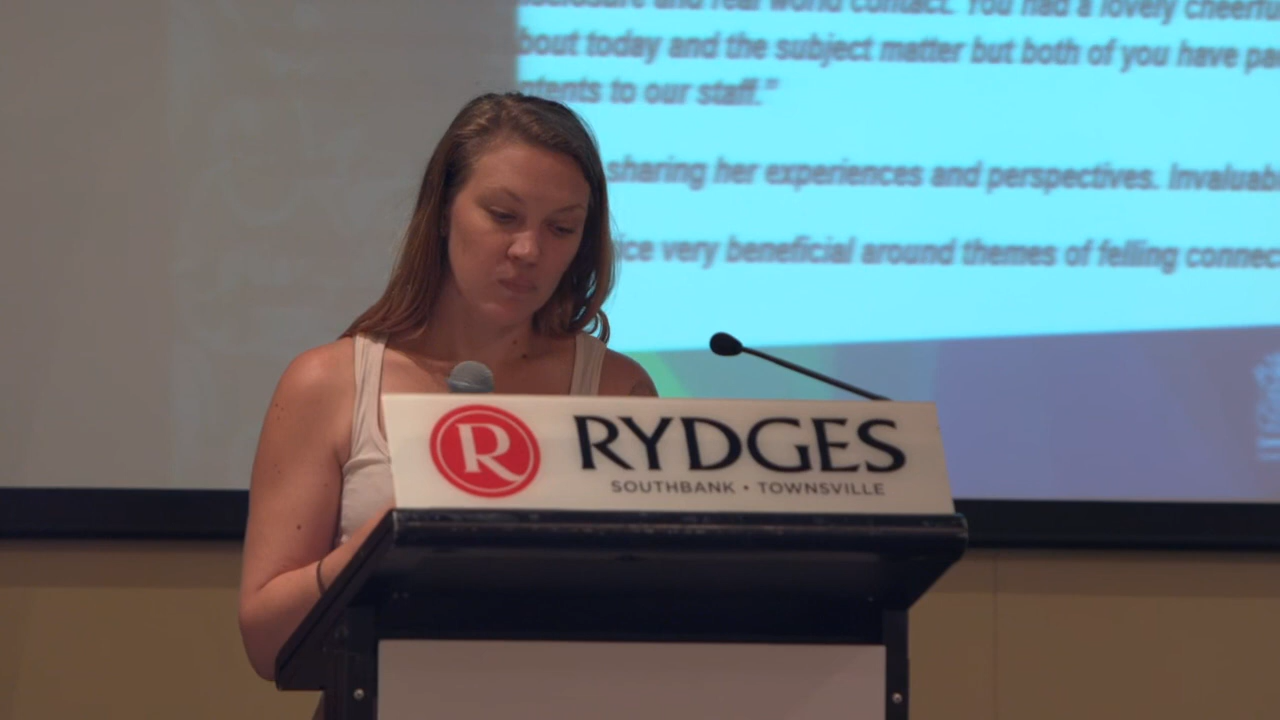 closure and real world contact. You had a lovely cheerfu
bout today and the subject matter but both of you have pa
ntents to our staff."
sharing her experiences and perspectives. Invaluab
ice very beneficial around themes of felling connec
R RYDGES
SOUTHBANK • TOWNSVILLE